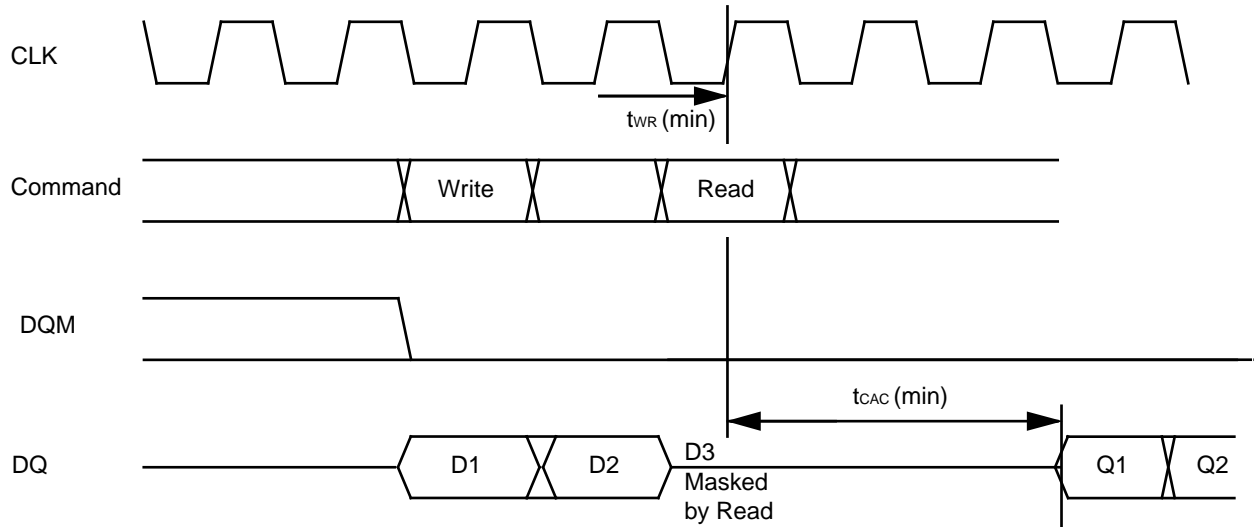 CLK
tWR (min)
Command
Write
Read
DQM
tCAC (min)
DQ
D1
D2
D3
Masked
by Read
Q1
Q2